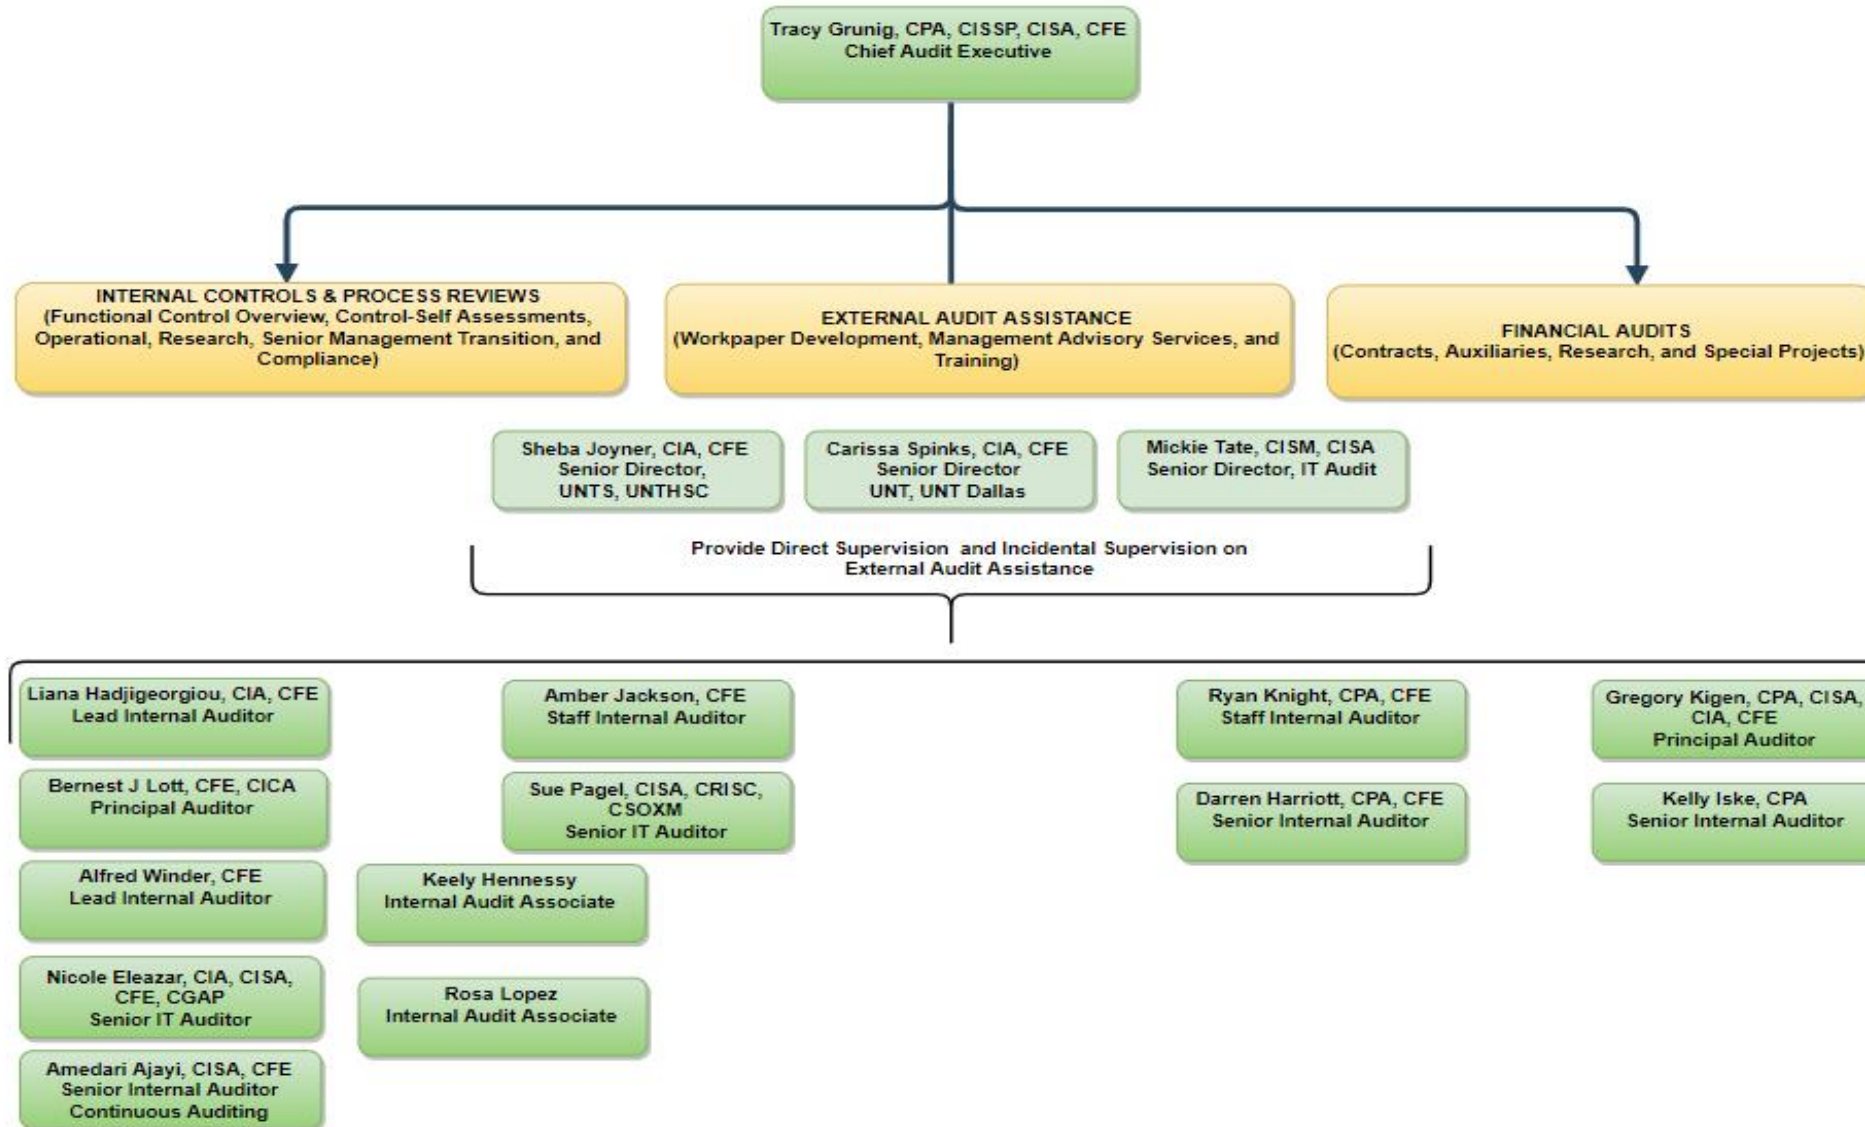 Tracy Grunig, CPA, CISSP, CISA, CFE
Chief Audit Executive
INTERNAL CONTROLS & PROCESS REVIEWS
(Functional Control Overview, Control-Self Assessments,
Operational, Research, Senior Management Transition, and
Compliance)
EXTERNAL AUDIT ASSISTANCE
(Workpaper Development, Management Advisory Services, and
Training)
FINANCIAL AUDITS
(Contracts, Auxiliaries, Research, and Special Projects)
Sheba Joyner, CIA, CFE
Senior Director,
UNTS, UNTHSC
Carissa Spinks, CIA, CFE
Senior Director
UNT, UNT Dallas
Mickie Tate, CISM, CISA
Senior Director, IT Audit
Provide Direct Supervision and Incidental Supervision on
External Audit Assistance
Liana Hadjigeorgiou, CIA, CFE
Lead Internal Auditor
Bernest J Lott, CFE, CICA
Principal Auditor
Alfred Winder, CFE
Lead Internal Auditor
Nicole Eleazar, CIA, CISA,
CFE, CGAP
Senior IT Auditor
Amedari Ajayi, CISA, CFE
Senior Internal Auditor
Continuous Auditing
Amber Jackson, CFE
Staff Internal Auditor
Sue Pagel, CISA, CRISC,
CSOXM
Senior IT Auditor
Keely Hennessy
Internal Audit Associate
Rosa Lopez
Internal Audit Associate
Ryan Knight, CPA, CFE
Staff Internal Auditor
Darren Harriott, CPA, CFE
Senior Internal Auditor
Gregory Kigen, CPA, CISA,
CIA, CFE
Principal Auditor
Kelly Iske, CPA
Senior Internal Auditor